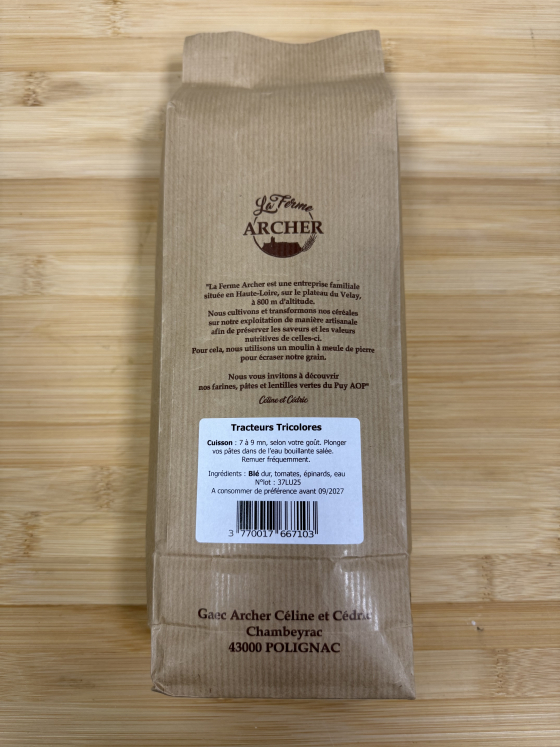 La Ferme
ARCHER
"La Ferme Archer est une entreprise familiale
située en Haute-Loire, sur le plateau du Velay,
à 800 m d'altitude.
Nous cultivons et transformons nos céréales
sur notre exploitation de manière artisanale
afin de préserver les saveurs et les valeurs
nutritives de celles-ci.
Pour cela, nous utilisons un moulin à meule de pierre
pour écraser notre grain.
Nous vous invitons à découvrir
nos farines, pâtes et lentilles vertes du Puy AOP"
Céline et Cédric
Tracteurs Tricolores
Cuisson : 7 à 9 mn, selon votre goût. Plonger
vos pâtes dans de l'eau bouillante salée.
Remuer fréquemment.
Ingrédients : Blé dur, tomates, épinards, eau
N°lot : 37LU25
A consommer de préférence avant 09/2027
3 770017 667103
Gaec Archer Céline et Cédric
Chambeyrac
43000 POLIGNAC